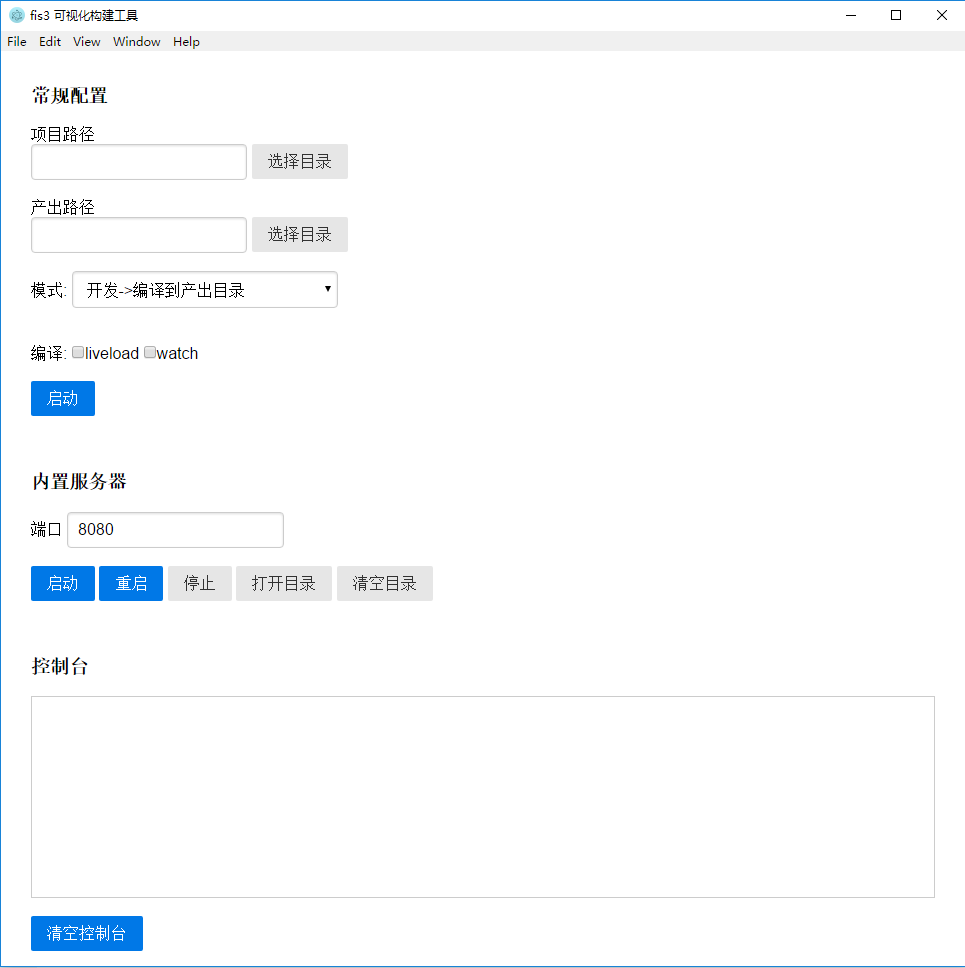 fis3 可视化构建工具
File Edit View Window Help
常规配置
项目路径
选择目录
产出路径
选择目录
模式: 开发->编译到产出目录
编译: liveload watch
启动
内置服务器
端口 8080
启动 重启 停止 打开目录 清空目录
控制台
清空控制台